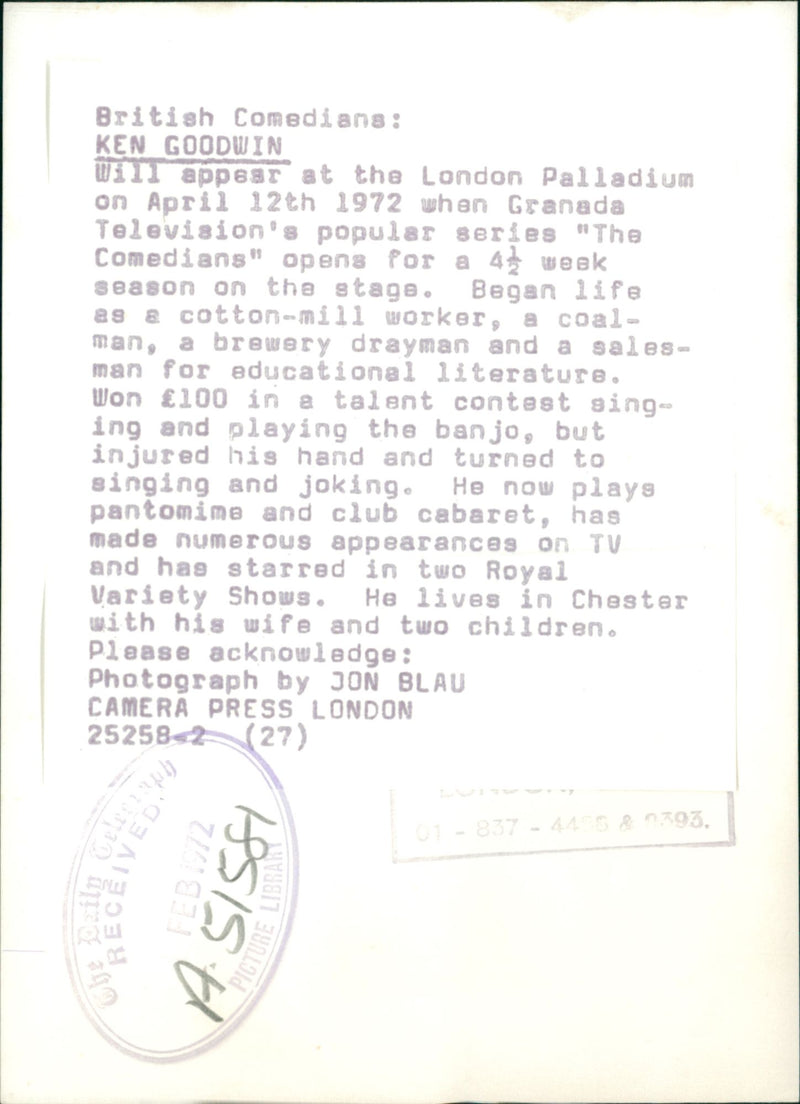 British Comedians:
KEN GOODWIN
Will appear at the London Palladium
on April 12th 1972 when Granada
Television's popular series "The
Comedians" opens for a 4½ week
season on the stage. Began life
as a cotton-mill worker, a coal-
man, a brewery drayman and a sales-
man for educational literature.
Won £100 in a talent contest sing-
ing and playing the banjo, but
injured his hand and turned to
singing and joking. He now plays
pantomime and club cabaret, has
made numerous appearances on TV
and has starred in two Royal
Variety Shows. He lives in Chester
with his wife and two children.
Please acknowledge:
Photograph by JON BLAU
CAMERA PRESS LONDON
25258-2 (27)
The Daily Telegraph
RECEIVED
FEB 1972
A 51581
PICTURE LIBRARY
LONDON,
01 - 837 - & 9393.